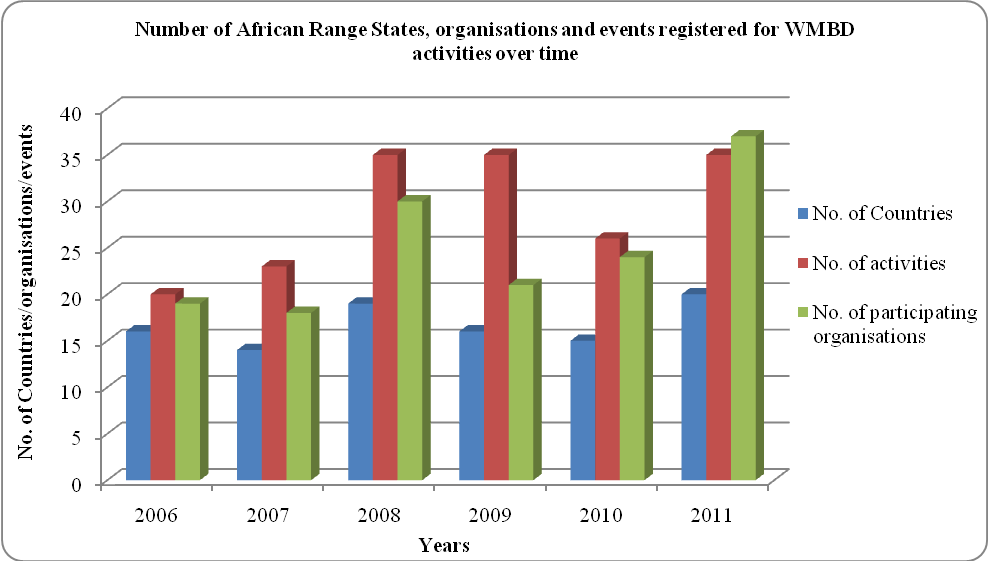 Number of African Range States, organisations and events registered for WMBD
activities over time
No. of Countries/organisations/events
40
35
30
25
20
15
10
5
0
2006 2007 2008 2009 2010 2011
Years
No. of Countries
No. of activities
No. of participating
organisations